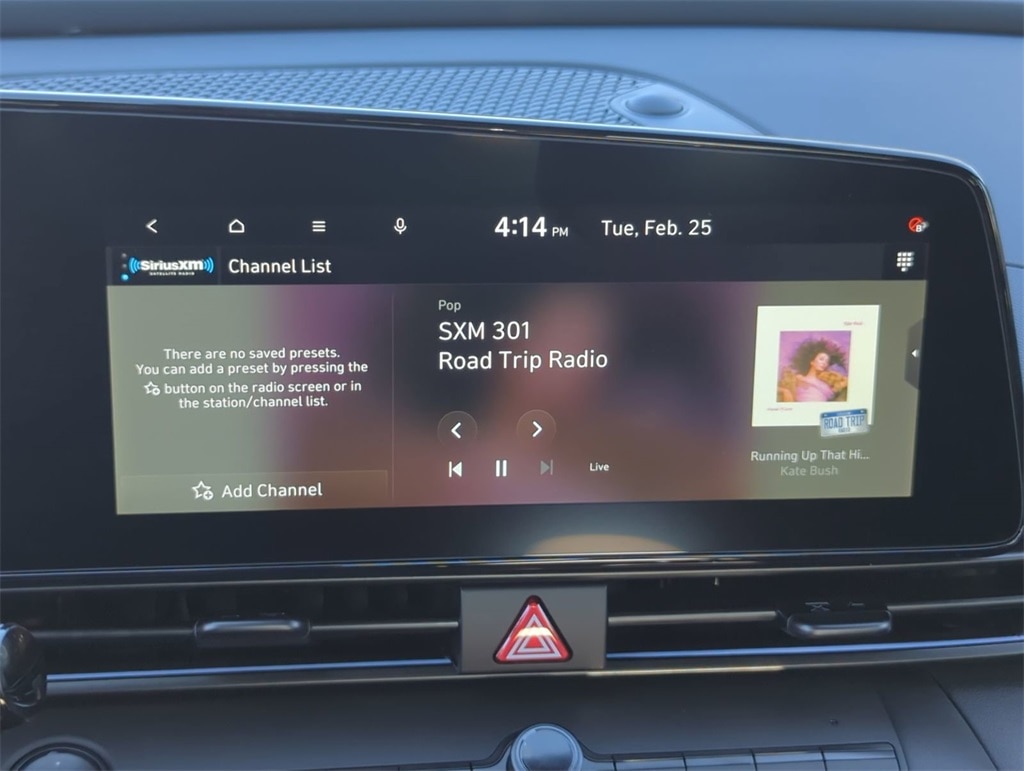 4:14 PM Tue, Feb. 25
SiriusXM
SATELLITE RADIO
Channel List
There are no saved presets.
You can add a preset by pressing the
button on the radio screen or in
the station/channel list.
Add Channel
Pop
SXM 301
Road Trip Radio
Live
ROAD TRIP
RADIO
Running Up That Hi...
Kate Bush